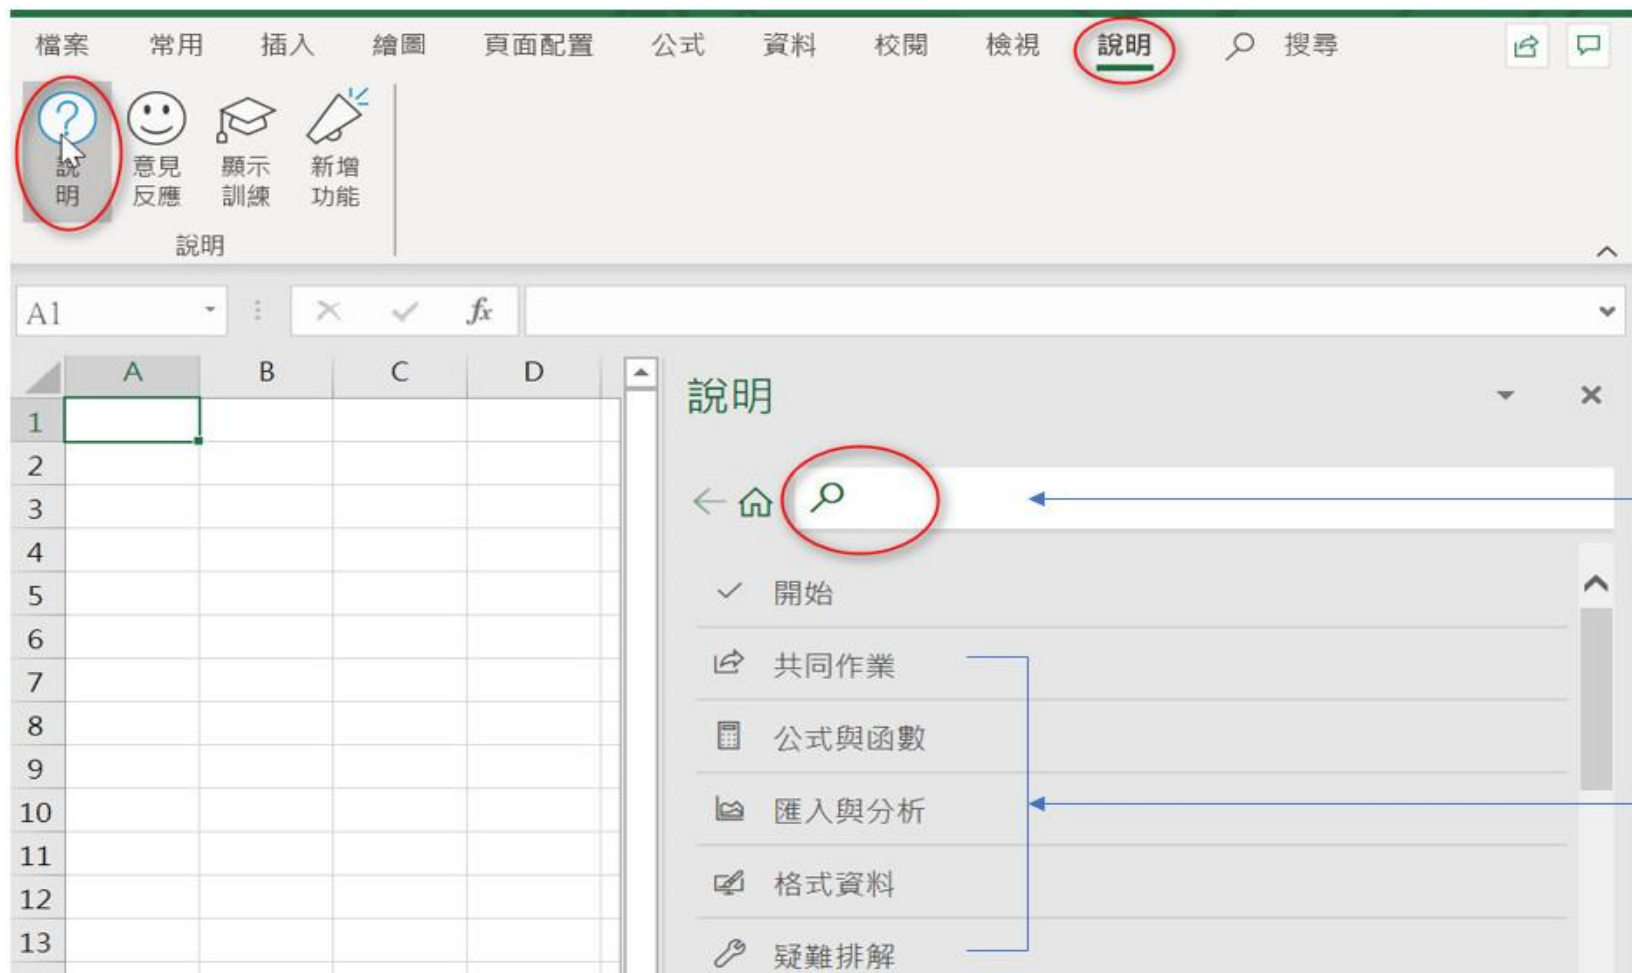 檔案 常用 插入 繪圖 頁面配置 公式 資料 校閱 檢視 說明 搜尋
說 意見 顯示 新增
明 反應 訓練 功能
說明
A1 fx
A B C D
說明
1
2
3
4
5
6
7
8
9
10
11
12
13
開始
共同作業
公式與函數
匯入與分析
格式資料
疑難排解